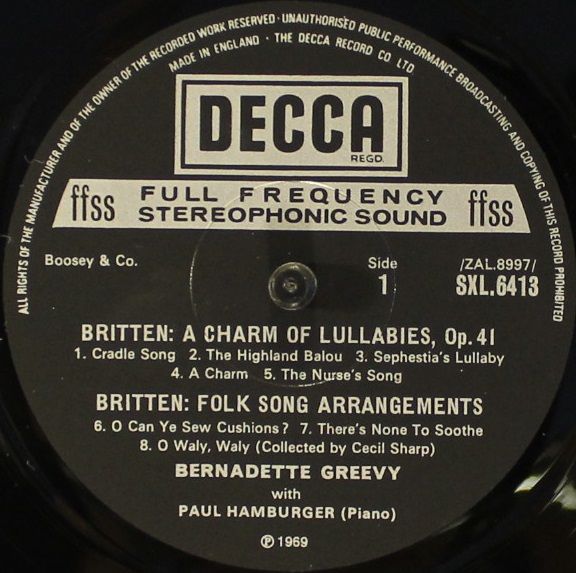 ALL RIGHTS OF THE MANUFACTURER AND OF THE OWNER OF THE RECORDED WORK RESERVED · UNAUTHORISED PUBLIC PERFORMANCE BROADCASTING AND COPYING OF THIS RECORD PROHIBITED
MADE IN ENGLAND · THE DECCA RECORD CO LTD
DECCA
REGD.
ffss FULL FREQUENCY ffss
STEREOPHONIC SOUND
Boosey & Co. Side /ZAL.8997/
1 SXL.6413
BRITTEN: A CHARM OF LULLABIES, Op. 41
1. Cradle Song 2. The Highland Balou 3. Sephestia's Lullaby
4. A Charm 5. The Nurse's Song
BRITTEN: FOLK SONG ARRANGEMENTS
6. O Can Ye Sew Cushions? 7. There's None To Soothe
8. O Waly, Waly (Collected by Cecil Sharp)
BERNADETTE GREEVY
with
PAUL HAMBURGER (Piano)
℗ 1969